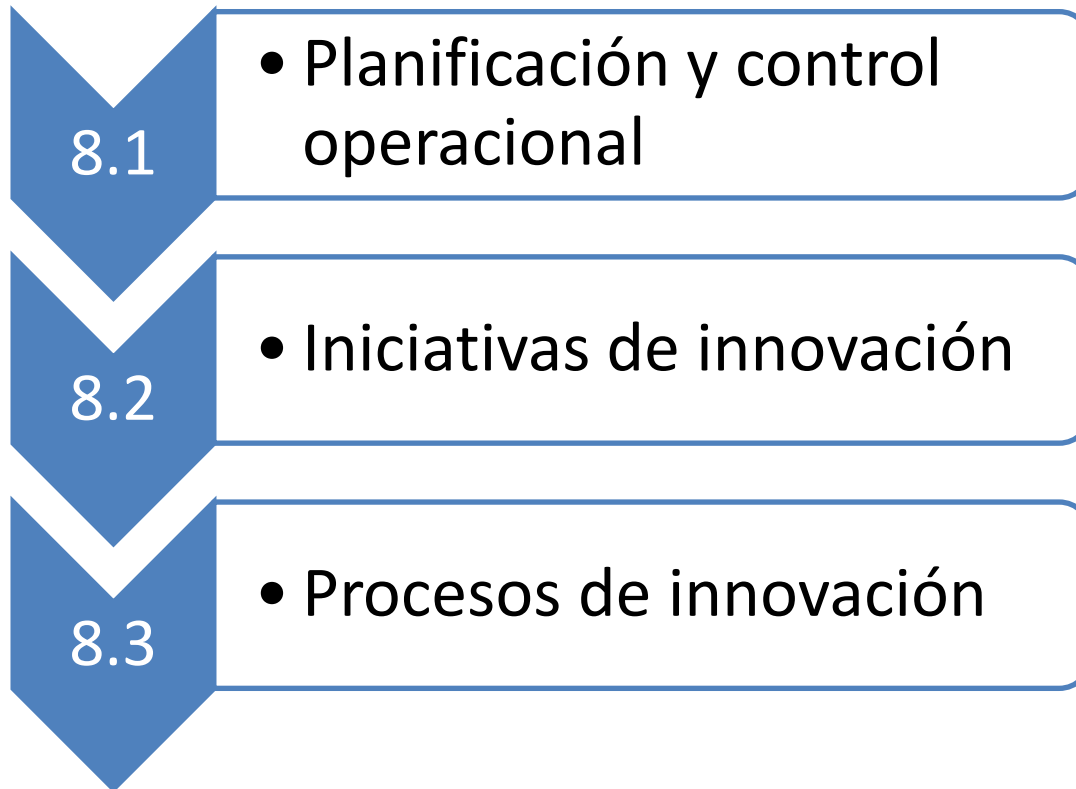 8.1
• Planificación y control
operacional
8.2
• Iniciativas de innovación
8.3
• Procesos de innovación